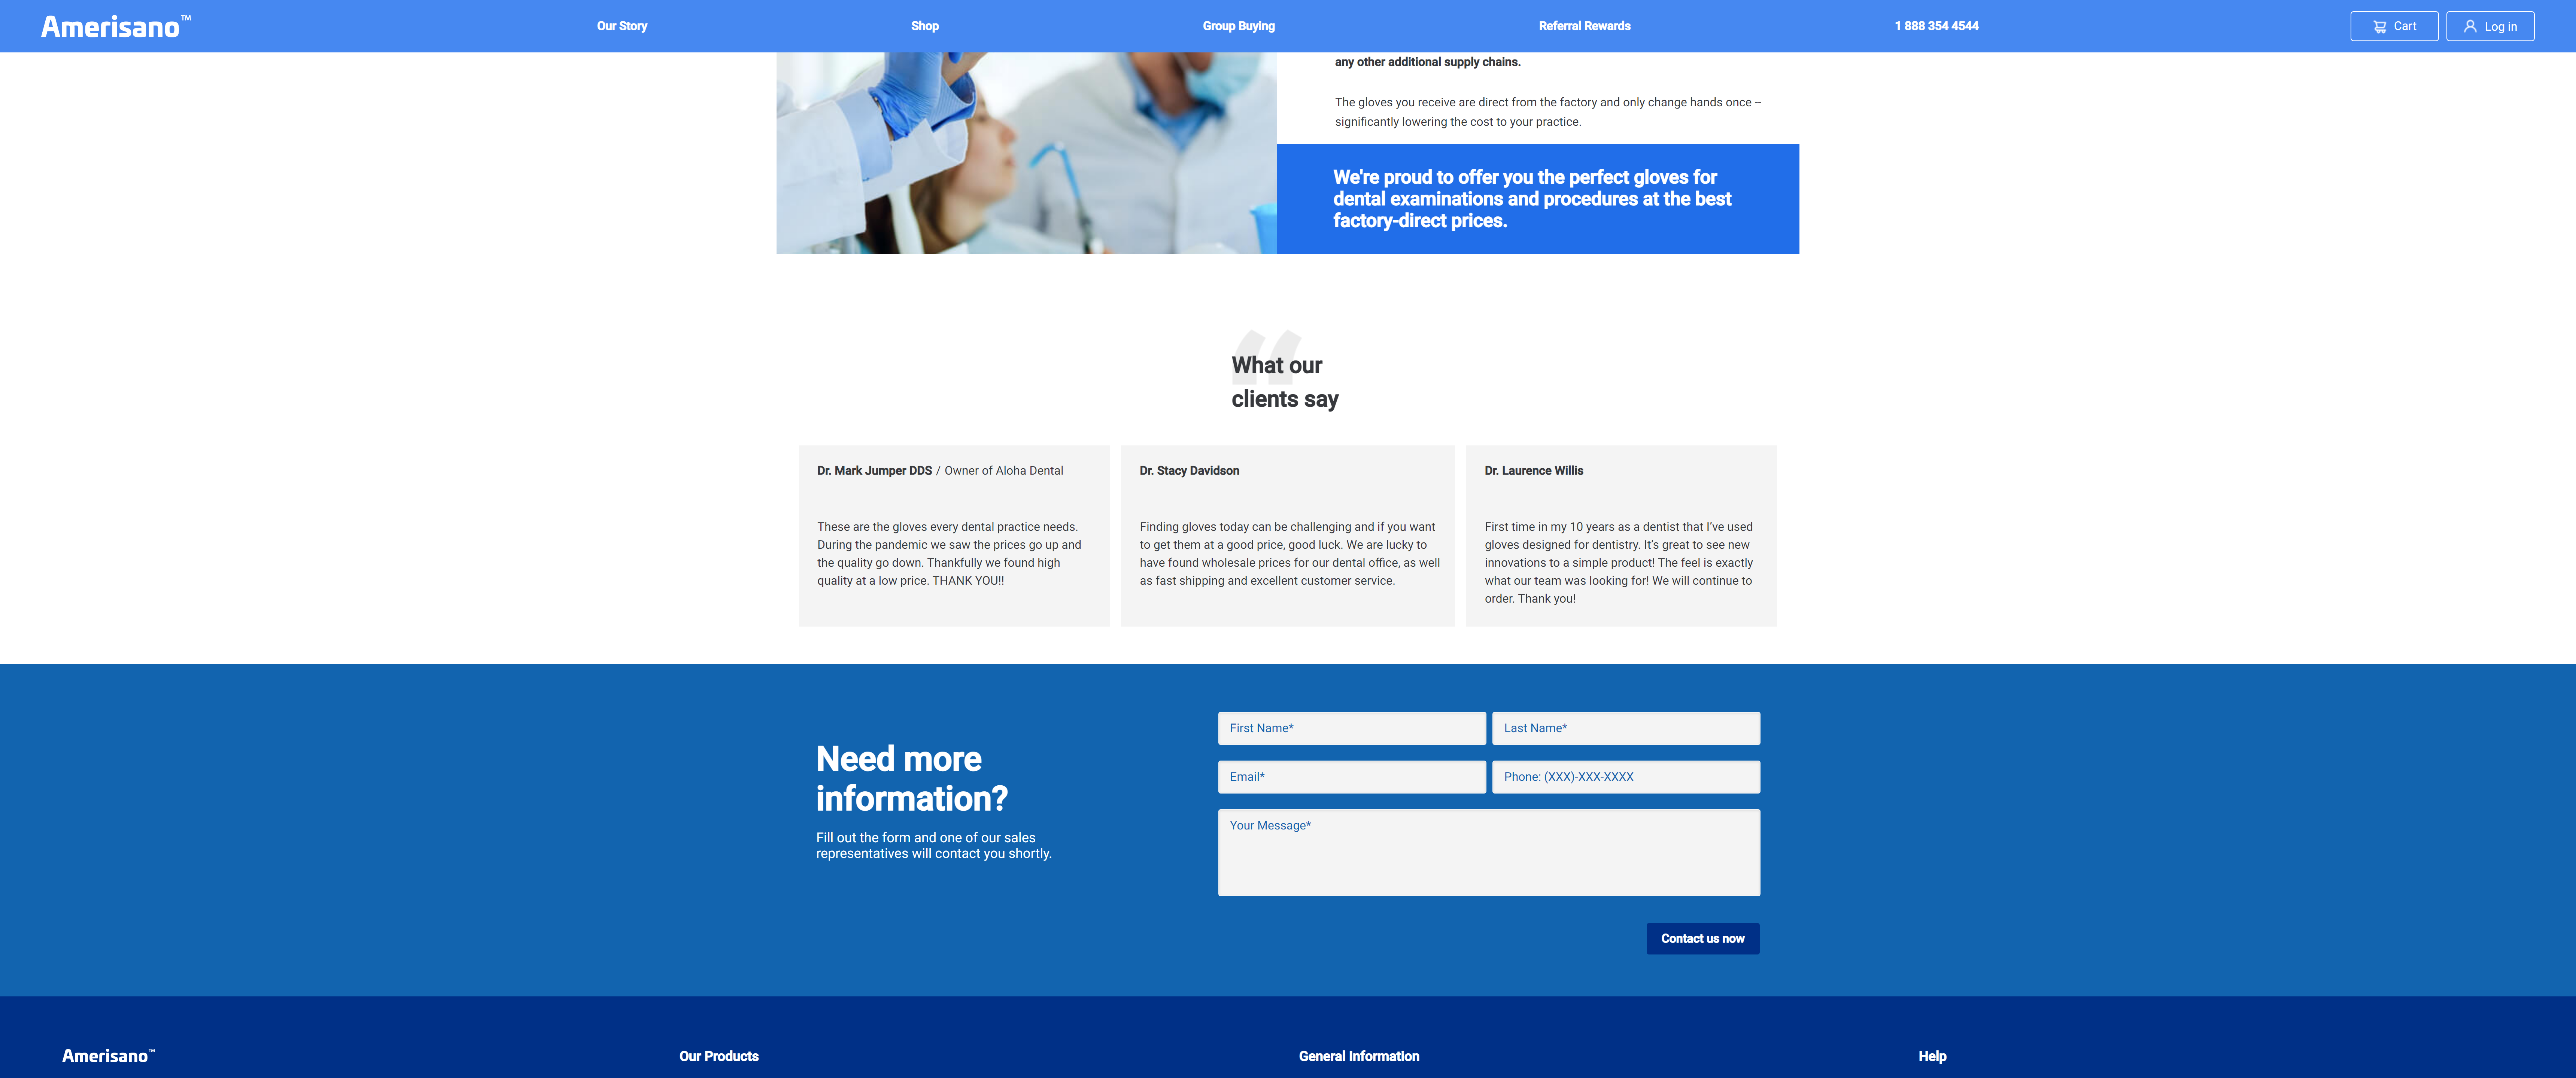 Amerisano™
Our Story
Shop
Group Buying
Referral Rewards
1 888 354 4544
Cart
Log in
any other additional supply chains.
The gloves you receive are direct from the factory and only change hands once –
significantly lowering the cost to your practice.
We're proud to offer you the perfect gloves for
dental examinations and procedures at the best
factory-direct prices.
“
What our
clients say
Dr. Mark Jumper DDS / Owner of Aloha Dental
These are the gloves every dental practice needs.
During the pandemic we saw the prices go up and
the quality go down. Thankfully we found high
quality at a low price. THANK YOU!!
Dr. Stacy Davidson
Finding gloves today can be challenging and if you want
to get them at a good price, good luck. We are lucky to
have found wholesale prices for our dental office, as well
as fast shipping and excellent customer service.
Dr. Laurence Willis
First time in my 10 years as a dentist that I've used
gloves designed for dentistry. It's great to see new
innovations to a simple product! The feel is exactly
what our team was looking for! We will continue to
order. Thank you!
Need more
information?
Fill out the form and one of our sales
representatives will contact you shortly.
First Name*
Last Name*
Email*
Phone: (XXX)-XXX-XXXX
Your Message*
Contact us now
Amerisano™
Our Products
General Information
Help